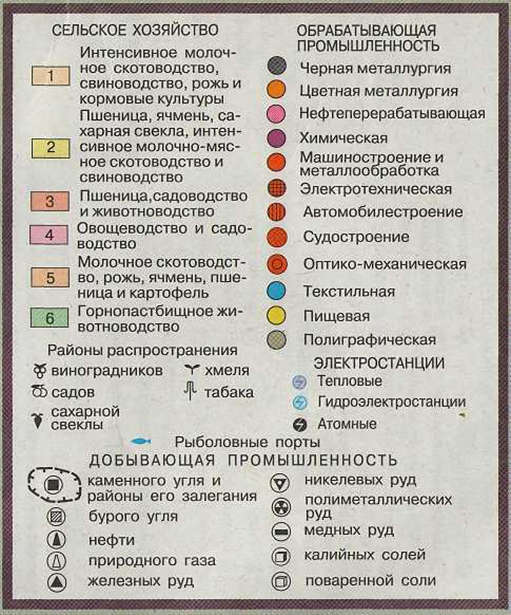 СЕЛЬСКОЕ ХОЗЯЙСТВО
1
Интенсивное молоч-
ное скотоводство,
свиноводство, рожь и
кормовые культуры
2
Пшеница, ячмень, са-
харная свекла, интен-
сивное молочно-мяс-
ное скотоводство и
свиноводство
3
Пшеница,садоводство
и животноводство
4
Овощеводство и садо-
водство
5
Молочное скотоводст-
во, рожь, ячмень, пше-
ница и картофель
6
Горнопастбищное жи-
вотноводство
Районы распространения
виноградников
хмеля
садов
табака
сахарной
свеклы
Рыболовные порты
ОБРАБАТЫВАЮЩАЯ
ПРОМЫШЛЕННОСТЬ
Черная металлургия
Цветная металлургия
Нефтеперерабатывающая
Химическая
Машиностроение и
металлообработка
Электротехническая
Автомобилестроение
Судостроение
Оптико-механическая
Текстильная
Пищевая
Полиграфическая
ЭЛЕКТРОСТАНЦИИ
Тепловые
Гидроэлектростанции
Атомные
ДОБЫВАЮЩАЯ ПРОМЫШЛЕННОСТЬ
каменного угля и
районы его залегания
бурого угля
нефти
природного газа
железных руд
никелевых руд
полиметаллических
руд
медных руд
калийных солей
поваренной соли